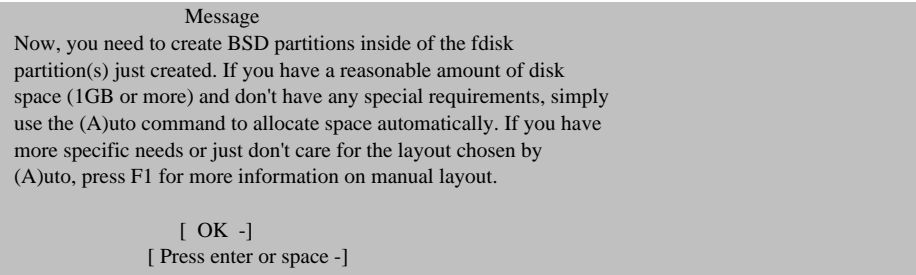 Message
Now, you need to create BSD partitions inside of the fdisk
partition(s) just created. If you have a reasonable amount of disk
space (1GB or more) and don't have any special requirements, simply
use the (A)uto command to allocate space automatically. If you have
more specific needs or just don't care for the layout chosen by
(A)uto, press F1 for more information on manual layout.
[ OK -]
[ Press enter or space -]